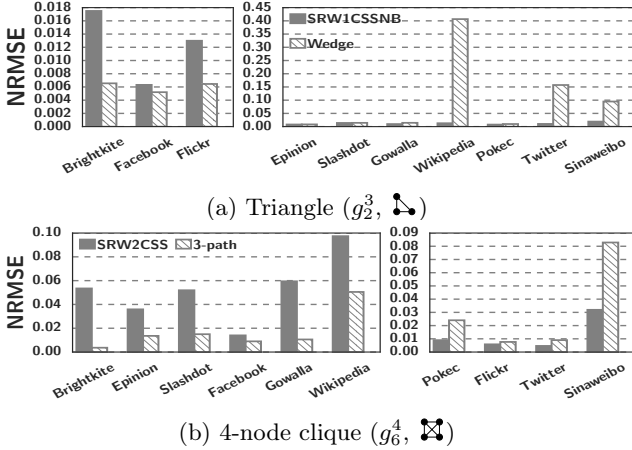 NRMSE
0.018
0.016
0.014
0.012
0.010
0.008
0.006
0.004
0.002
0.000
Brightkite
Facebook
Flickr
0.45
0.40
0.35
0.30
0.25
0.20
0.15
0.10
0.05
0.00
SRW1CSSNB
Wedge
Epinion
Slashdot
Gowalla
Wikipedia
Pokec
Twitter
Sinaweibo
(a) Triangle (g³₂, )
NRMSE
0.10
0.08
0.06
0.04
0.02
0.00
SRW2CSS 3-path
Brightkite
Epinion
Slashdot
Facebook
Gowalla
Wikipedia
0.09
0.08
0.07
0.06
0.05
0.04
0.03
0.02
0.01
0.00
Pokec
Flickr
Twitter
Sinaweibo
(b) 4-node clique (g⁴₆, )